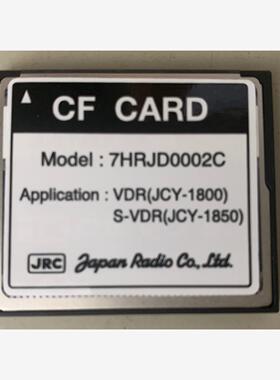 CF CARD
Model : 7HRJD0002C
Application : VDR(JCY-1800)
S-VDR(JCY-1850)
JRC Japan Radio Co., Ltd.